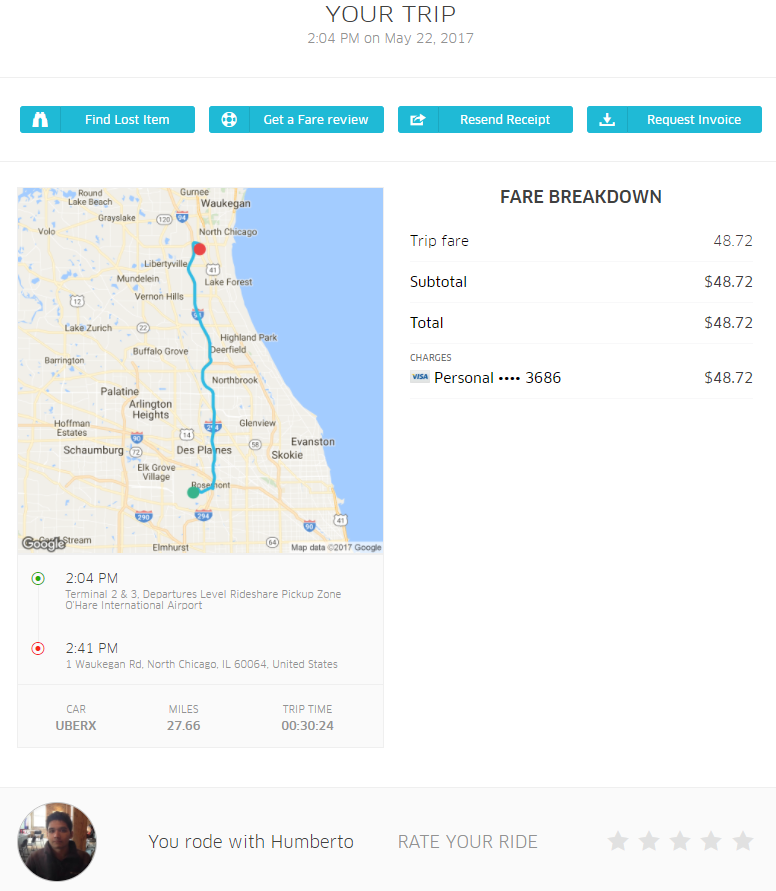 YOUR TRIP
2:04 PM on May 22, 2017
Find Lost Item
Get a Fare review
Resend Receipt
Request Invoice
Round
Lake Beach
Gurnee
Waukegan
Grayslake
120
94
Volo
North Chicago
Libertyville
41
Mundelein
Lake Forest
Vernon Hills
12
Lake Zurich
22
Highland Park
Buffalo Grove
Deerfield
Barrington
Northbrook
Palatine
Arlington
Heights
294
Hoffman
Estates
90
14
Glenview
58
Evanston
Schaumburg
72
Des Plaines
Skokie
Elk Grove
Village
Rosemont
290
294
90
41
Stream
64
Google
Elmhurst
Map data ©2017 Google
2:04 PM
Terminal 2 & 3, Departures Level Rideshare Pickup Zone
O'Hare International Airport
2:41 PM
1 Waukegan Rd, North Chicago, IL 60064, United States
CAR
MILES
TRIP TIME
UBERX
27.66
00:30:24
FARE BREAKDOWN
Trip fare 48.72
Subtotal $48.72
Total $48.72
CHARGES
VISA Personal •••• 3686 $48.72
You rode with Humberto
RATE YOUR RIDE